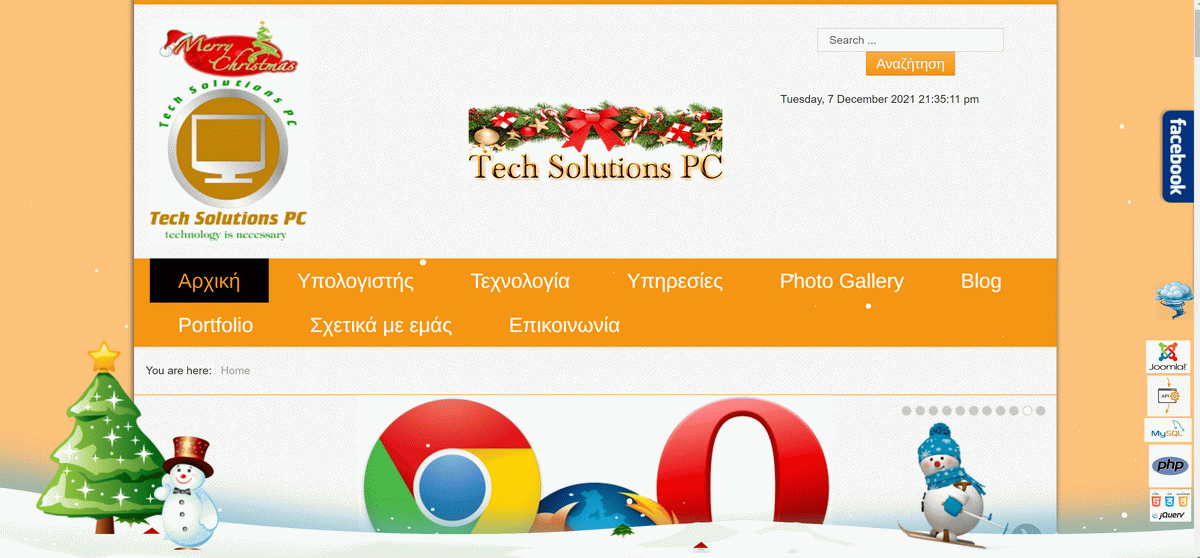 Merry
Christmas
Tech Solutions PC
Tech Solutions PC
technology is necessary
Tech Solutions PC
Search ...
Αναζήτηση
Tuesday, 7 December 2021 21:35:11 pm
facebook
Αρχική Υπολογιστής Τεχνολογία Υπηρεσίες Photo Gallery Blog
Portfolio Σχετικά με εμάς Επικοινωνία
You are here: Home
Joomla!
API
MySQL
php
jQuery